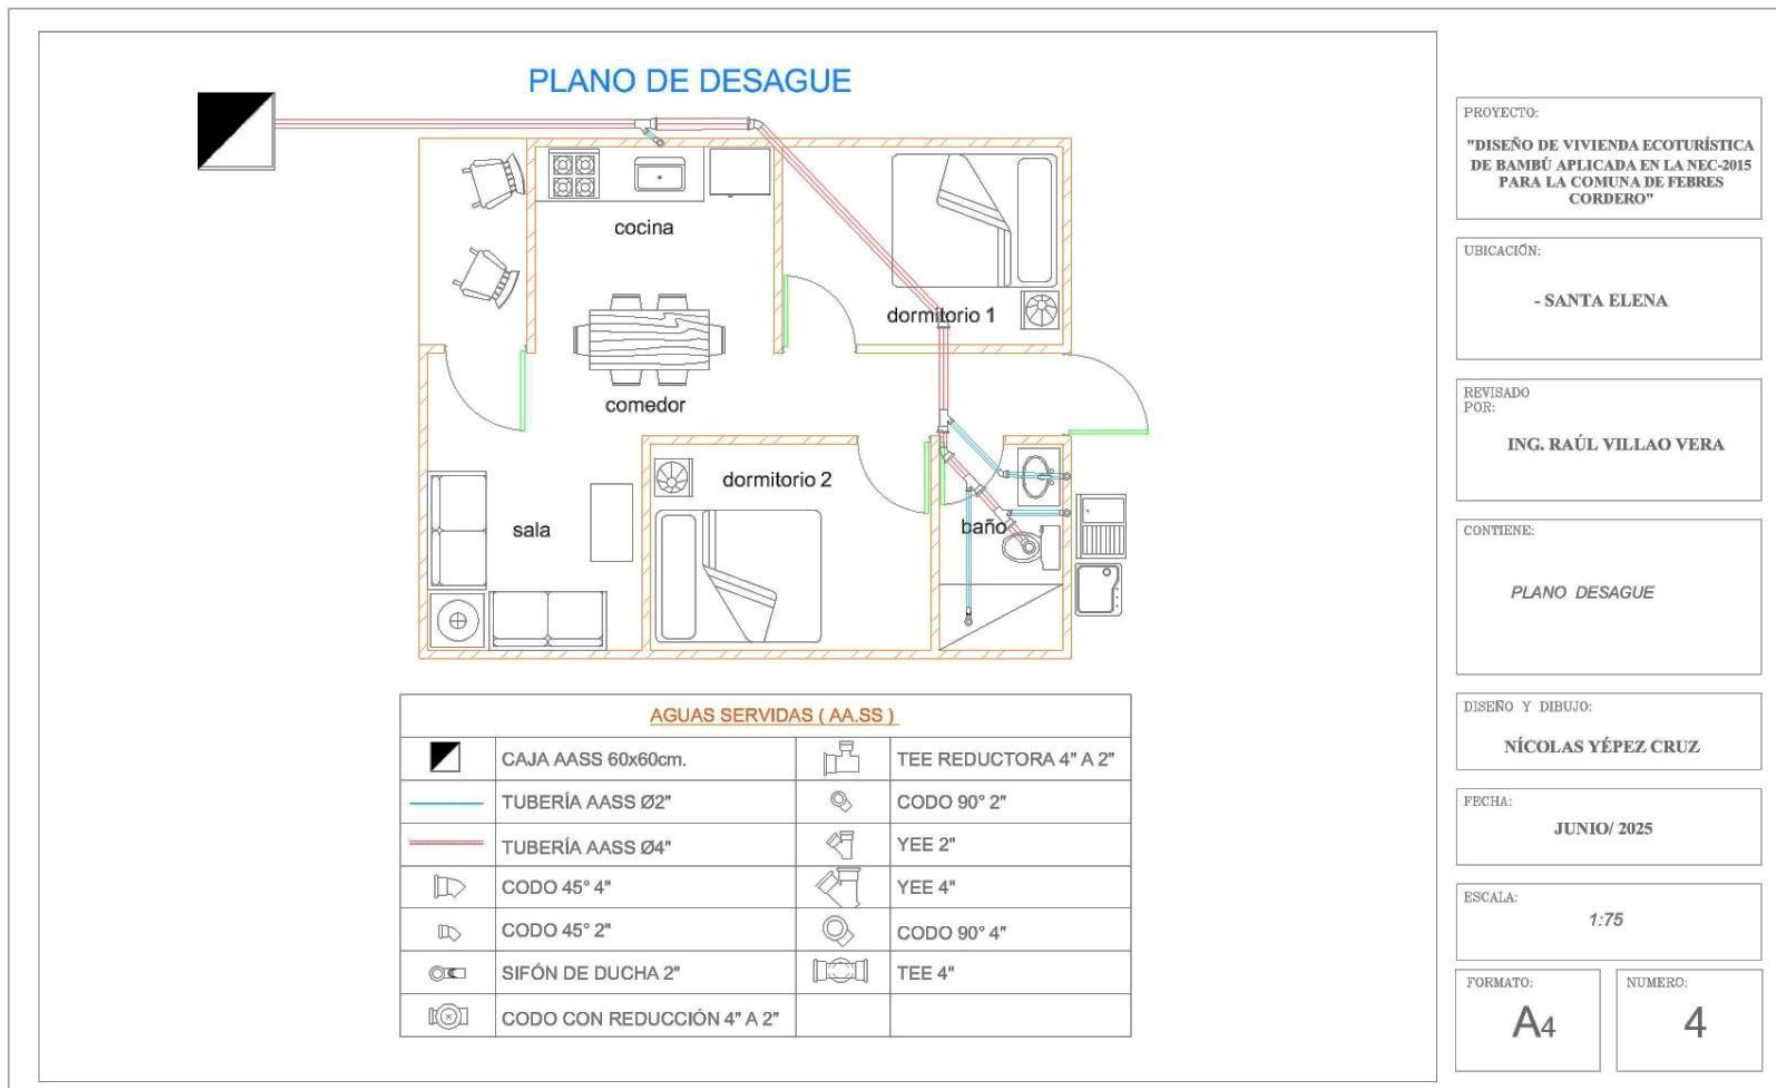 PLANO DE DESAGUE
cocina
dormitorio 1
comedor
dormitorio 2
sala
baño
AGUAS SERVIDAS ( AA.SS )
CAJA AASS 60x60cm.
TEE REDUCTORA 4" A 2"
TUBERÍA AASS Ø2"
CODO 90° 2"
TUBERÍA AASS Ø4"
YEE 2"
CODO 45° 4"
YEE 4"
CODO 45° 2"
CODO 90° 4"
SIFÓN DE DUCHA 2"
TEE 4"
CODO CON REDUCCIÓN 4" A 2"
PROYECTO:
"DISEÑO DE VIVIENDA ECOTURÍSTICA
DE BAMBÚ APLICADA EN LA NEC-2015
PARA LA COMUNA DE FEBRES
CORDERO"
UBICACIÓN:
- SANTA ELENA
REVISADO
POR:
ING. RAÚL VILLAO VERA
CONTIENE:
PLANO DESAGUE
DISEÑO Y DIBUJO:
NÍCOLAS YÉPEZ CRUZ
FECHA:
JUNIO/ 2025
ESCALA:
1:75
FORMATO:
A4
NUMERO:
4